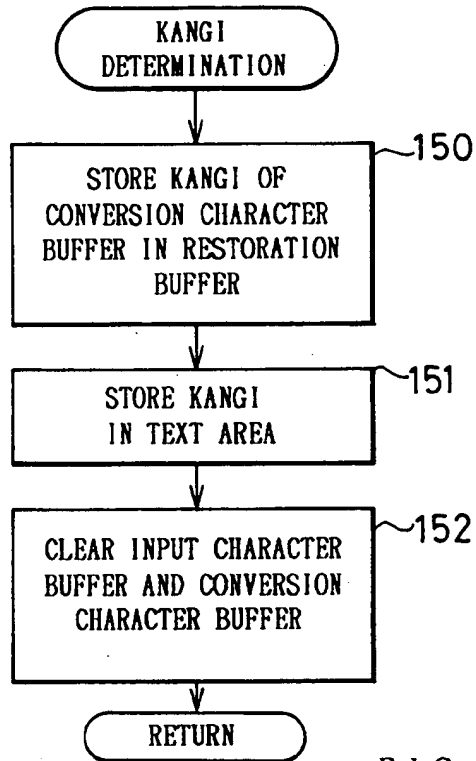 KANGI
DETERMINATION
150
STORE KANGI OF
CONVERSION CHARACTER
BUFFER IN RESTORATION
BUFFER
151
STORE KANGI
IN TEXT AREA
152
CLEAR INPUT CHARACTER
BUFFER AND CONVERSION
CHARACTER BUFFER
RETURN